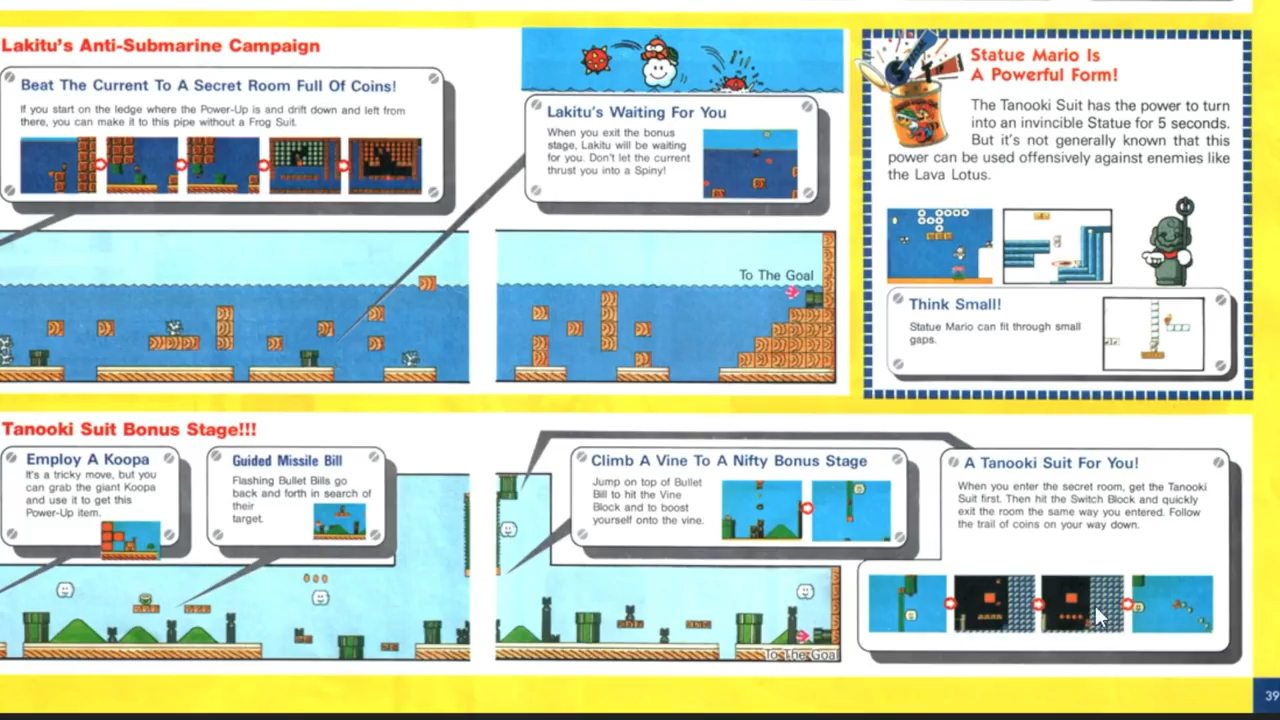 Lakitu's Anti-Submarine Campaign
Beat The Current To A Secret Room Full Of Coins!
If you start on the ledge where the Power-Up is and drift down and left from
there, you can make it to this pipe without a Frog Suit.
Lakitu's Waiting For You
When you exit the bonus
stage, Lakitu will be waiting
for you. Don't let the current
thrust you into a Spiny!
To The Goal
Statue Mario Is
A Powerful Form!
The Tanooki Suit has the power to turn
into an invincible Statue for 5 seconds.
But it's not generally known that this
power can be used offensively against enemies like
the Lava Lotus.
Think Small!
Statue Mario can fit through small
gaps.
Tanooki Suit Bonus Stage!!!
Employ A Koopa
It's a tricky move, but you
can grab the giant Koopa
and use it to get this
Power-Up item.
Guided Missile Bill
Flashing Bullet Bills go
back and forth in search of
their
target.
Climb A Vine To A Nifty Bonus Stage
Jump on top of Bullet
Bill to hit the Vine
Block and to boost
yourself onto the vine.
A Tanooki Suit For You!
When you enter the secret room, get the Tanooki
Suit first. Then hit the Switch Block and quickly
exit the room the same way you entered. Follow
the trail of coins on your way down.
To The Goal
39